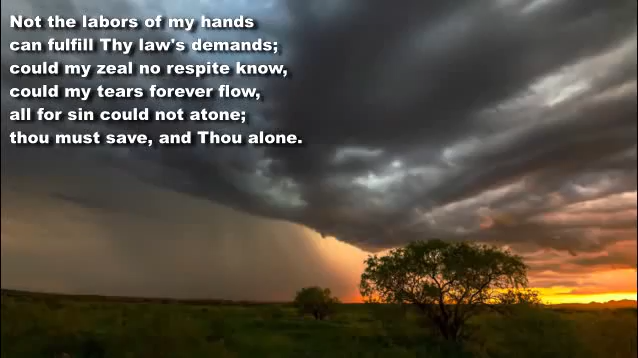 Not the labors of my hands
can fulfill Thy law's demands;
could my zeal no respite know,
could my tears forever flow,
all for sin could not atone;
thou must save, and Thou alone.